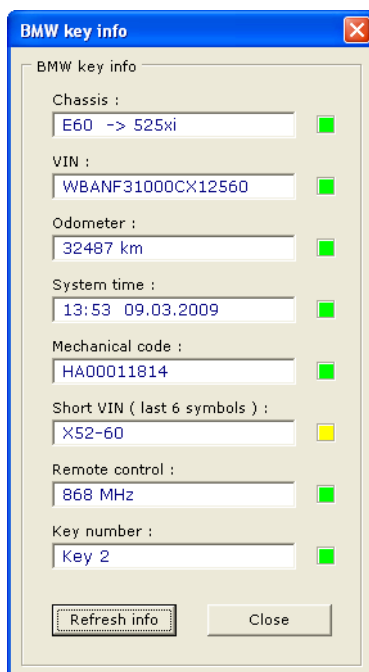 BMW key info
BMW key info
Chassis :
E60 -> 525xi
VIN :
WBANF31000CX12560
Odometer :
32487 km
System time :
13:53 09.03.2009
Mechanical code :
HA00011814
Short VIN ( last 6 symbols ) :
X52-60
Remote control :
868 MHz
Key number :
Key 2
Refresh info Close